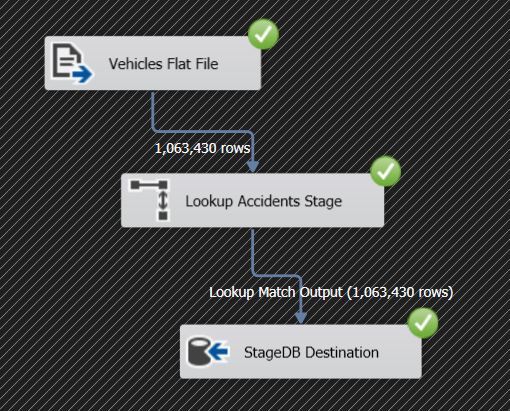 Vehicles Flat File
1,063,430 rows
Lookup Accidents Stage
Lookup Match Output (1,063,430 rows)
StageDB Destination